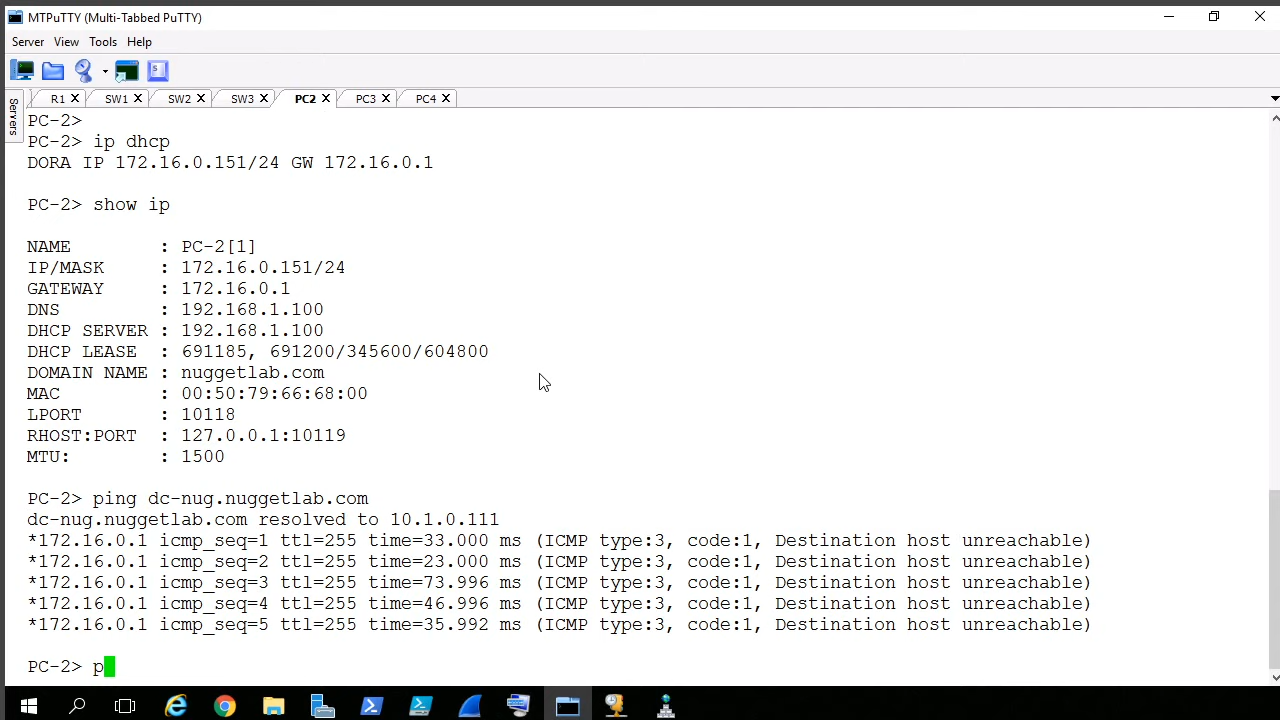 MTPuTTY (Multi-Tabbed PuTTY)
Server View Tools Help
R1 SW1 SW2 SW3 PC2 PC3 PC4
Servers
PC-2>
PC-2> ip dhcp
DORA IP 172.16.0.151/24 GW 172.16.0.1
PC-2> show ip
NAME : PC-2[1]
IP/MASK : 172.16.0.151/24
GATEWAY : 172.16.0.1
DNS : 192.168.1.100
DHCP SERVER : 192.168.1.100
DHCP LEASE : 691185, 691200/345600/604800
DOMAIN NAME : nuggetlab.com
MAC : 00:50:79:66:68:00
LPORT : 10118
RHOST:PORT : 127.0.0.1:10119
MTU: : 1500
PC-2> ping dc-nug.nuggetlab.com
dc-nug.nuggetlab.com resolved to 10.1.0.111
*172.16.0.1 icmp_seq=1 ttl=255 time=33.000 ms (ICMP type:3, code:1, Destination host unreachable)
*172.16.0.1 icmp_seq=2 ttl=255 time=23.000 ms (ICMP type:3, code:1, Destination host unreachable)
*172.16.0.1 icmp_seq=3 ttl=255 time=73.996 ms (ICMP type:3, code:1, Destination host unreachable)
*172.16.0.1 icmp_seq=4 ttl=255 time=46.996 ms (ICMP type:3, code:1, Destination host unreachable)
*172.16.0.1 icmp_seq=5 ttl=255 time=35.992 ms (ICMP type:3, code:1, Destination host unreachable)
PC-2> p